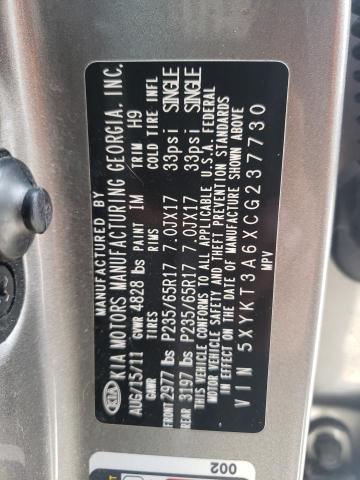 MANUFACTURED BY
KIA KIA MOTORS MANUFACTURING GEORGIA, INC.
AUG/15/11 GVWR 4828 lbs PAINT 1M TRIM H9
GAWR TIRES RIMS COLD TIRE INFL
FRONT 2977 lbs P235/65R17 7.0JX17 33psi SINGLE
REAR 3197 lbs P235/65R17 7.0JX17 33psi SINGLE
THIS VEHICLE CONFORMS TO ALL APPLICABLE U.S.A. FEDERAL
MOTOR VEHICLE SAFETY AND THEFT PREVENTION STANDARDS
IN EFFECT ON THE DATE OF MANUFACTURE SHOWN ABOVE
VIN 5XYKT3A6XCG237730
MPV
002